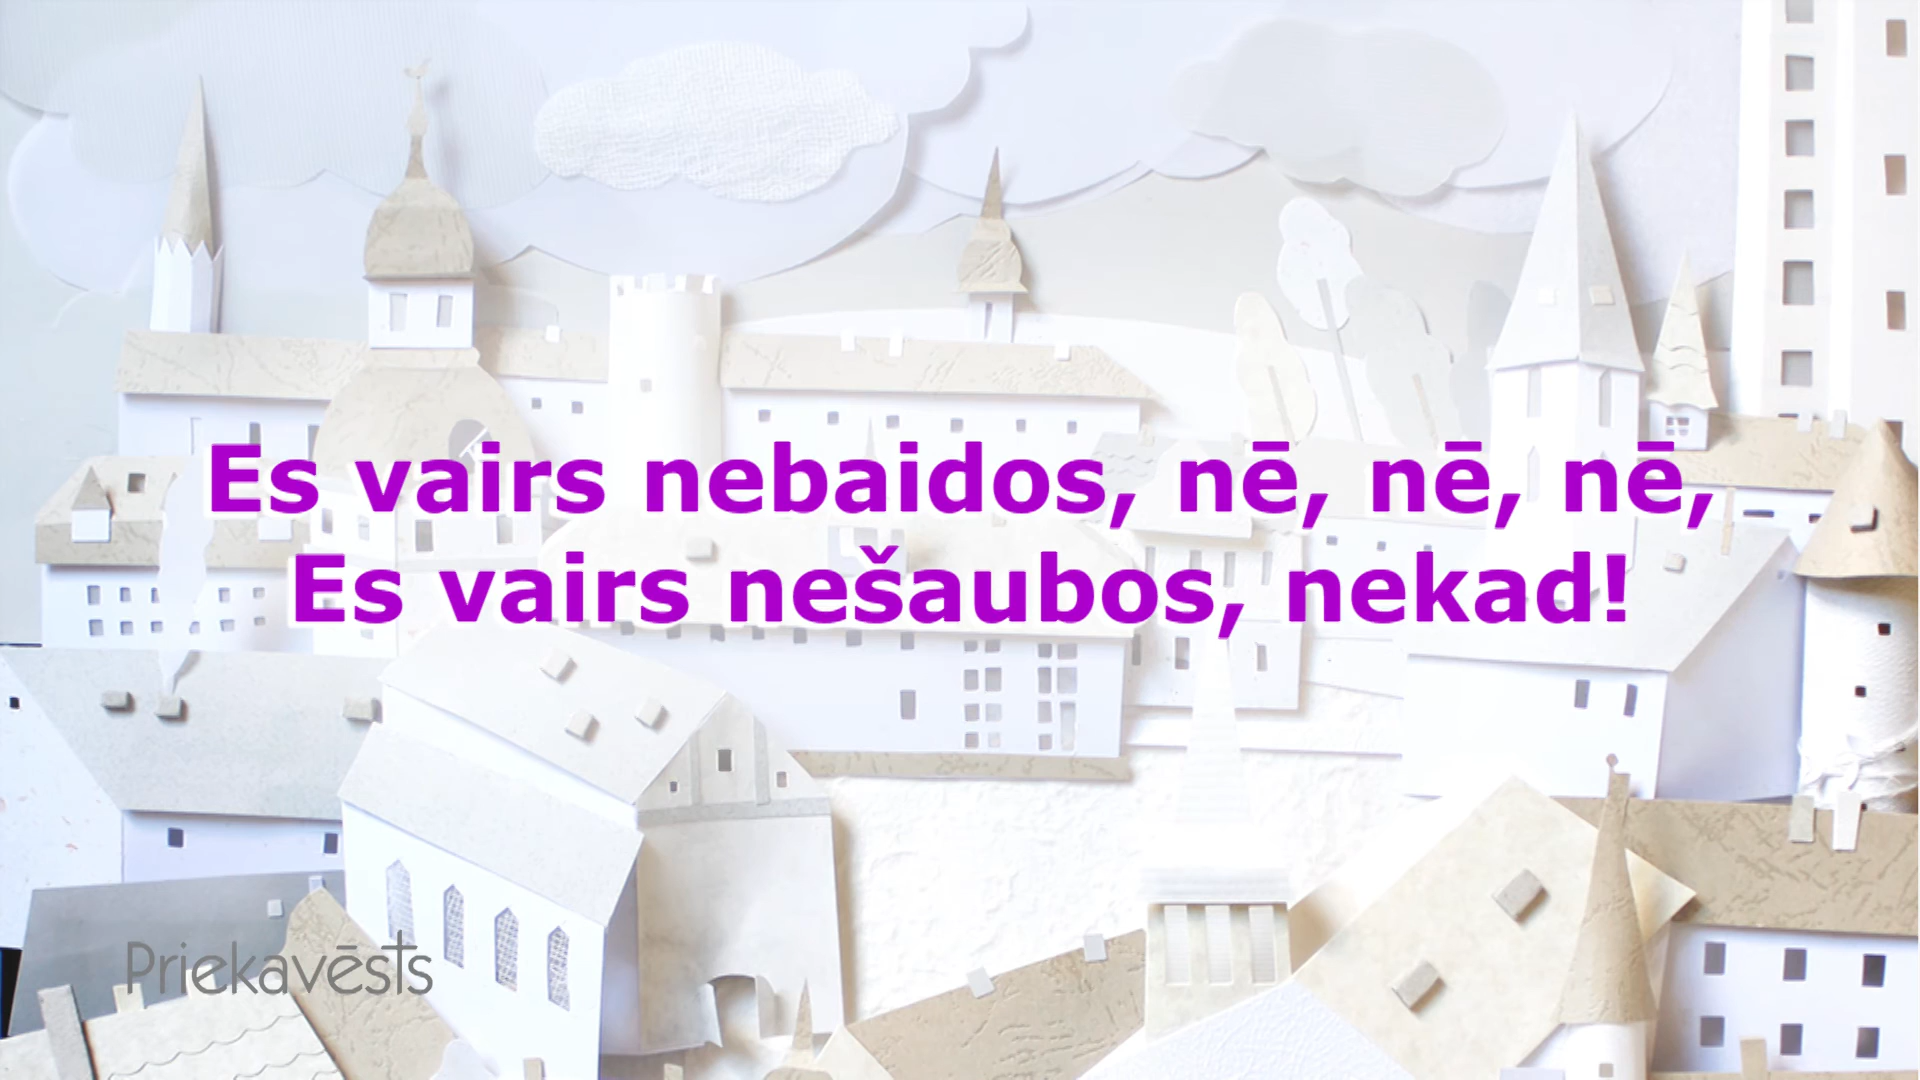 Es vairs nebaidos, nē, nē, nē,
Es vairs nešaubos, nekad!
Priekavēsts